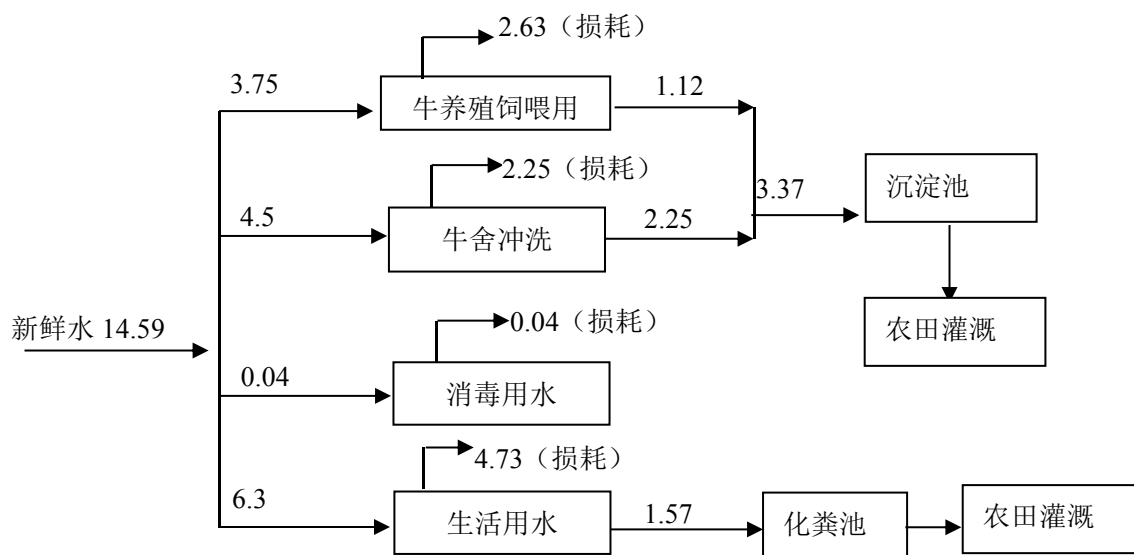 2.63（损耗）
3.75
牛养殖饲喂用
1.12
2.25（损耗）
沉淀池
3.37
4.5
牛舍冲洗
2.25
新鲜水 14.59
0.04（损耗）
农田灌溉
0.04
消毒用水
4.73（损耗）
6.3
生活用水
1.57
化粪池
农田灌溉